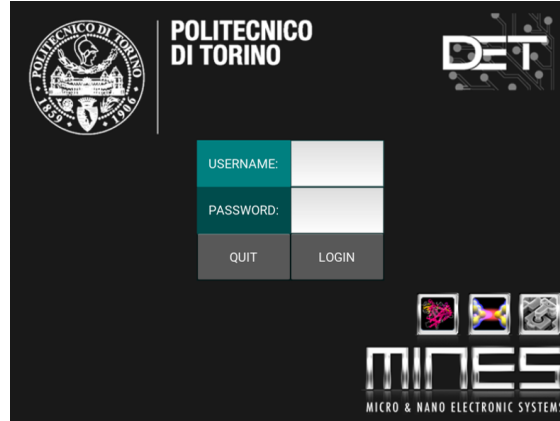 POLITECNICO DI TORINO
1859 • 1906
POLITECNICO
DI TORINO
DET
USERNAME:
PASSWORD:
QUIT
LOGIN
MINES
MICRO & NANO ELECTRONIC SYSTEMS